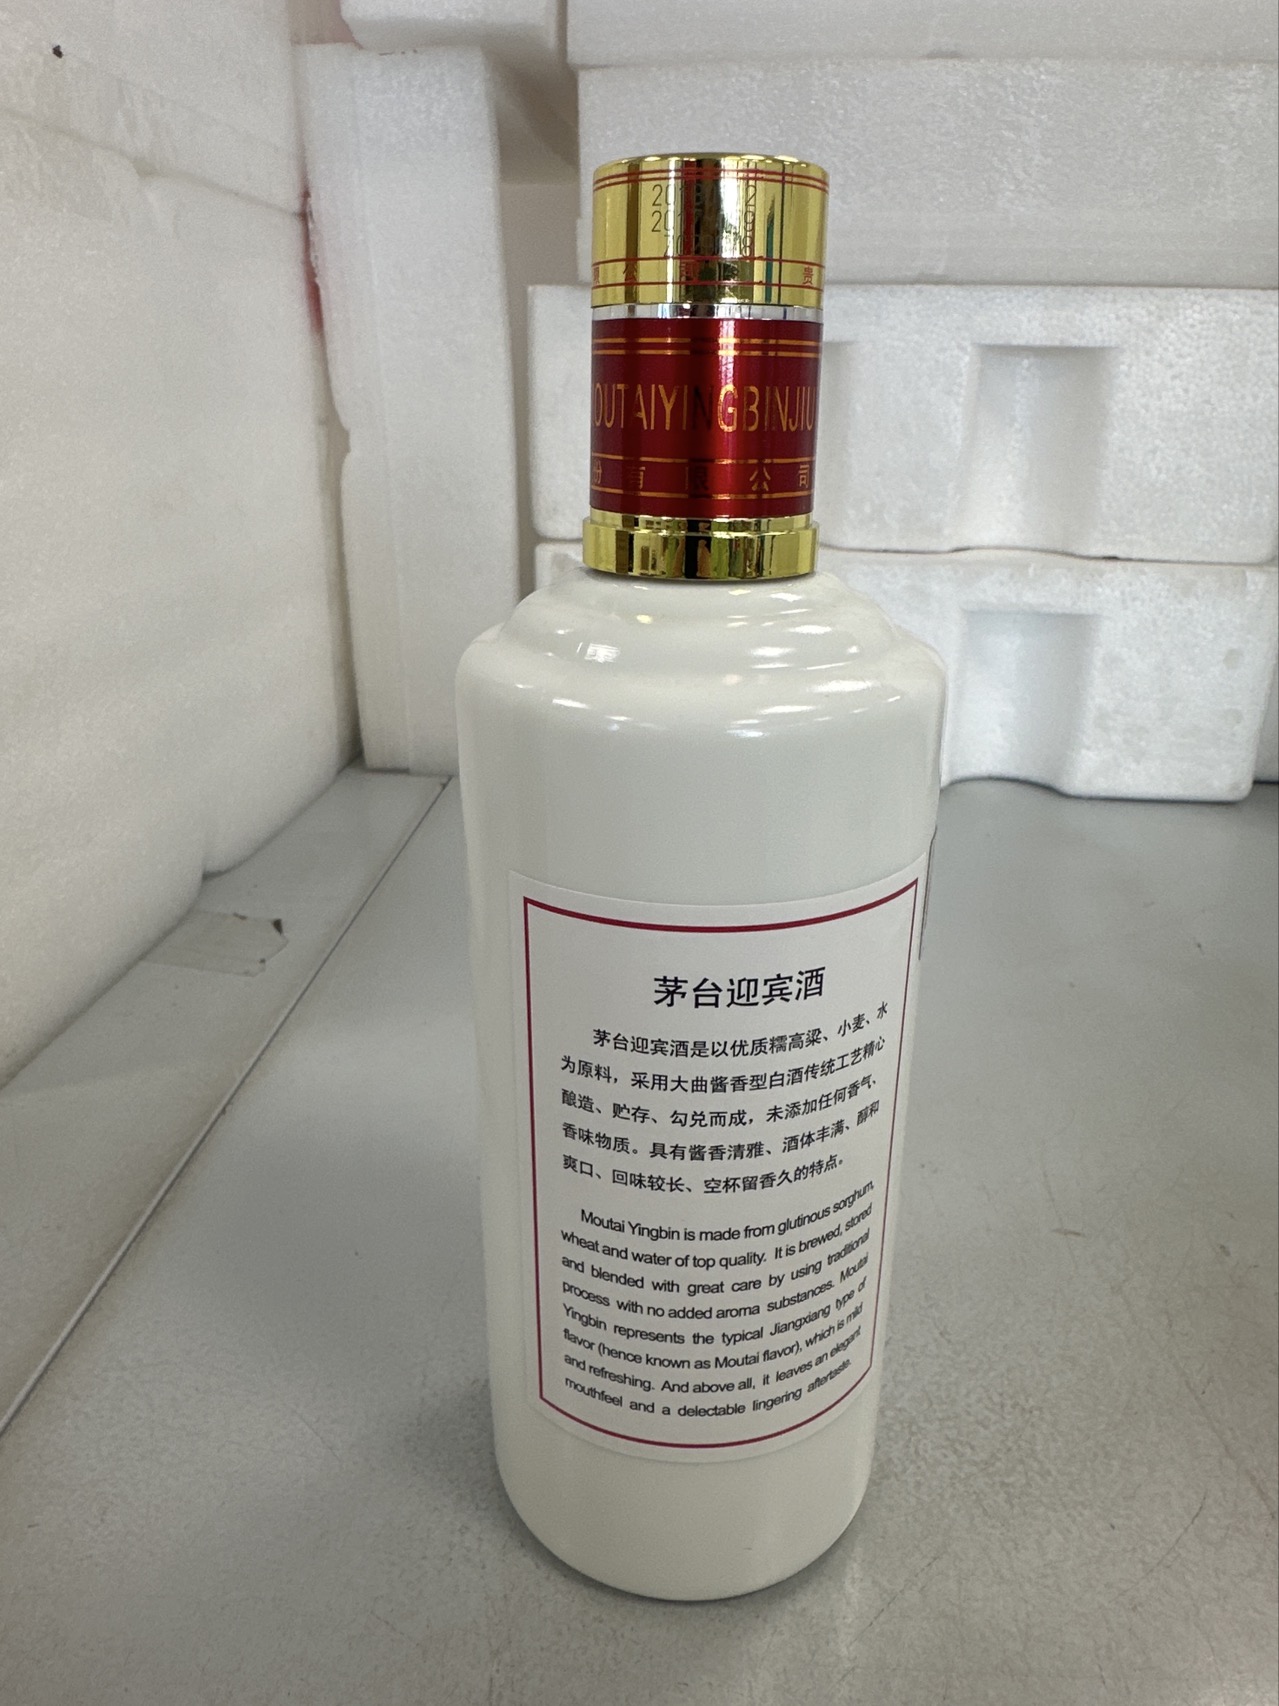 限 公 司 贵
OUTAIYINGBINJIU
份 有 限 公 司
茅台迎宾酒
茅台迎宾酒是以优质糯高粱、小麦、水
为原料，采用大曲酱香型白酒传统工艺精心
酿造、贮存、勾兑而成，未添加任何香气、
香味物质。具有酱香清雅、酒体丰满、醇和
爽口、回味较长、空杯留香久的特点。
Moutai Yingbin is made from glutinous sorghum,
wheat and water of top quality. It is brewed, stored
and blended with great care by using traditional
process with no added aroma substances. Moutai
Yingbin represents the typical Jiangxiang type of
flavor (hence known as Moutai flavor), which is mild
and refreshing. And above all, it leaves an elegant
mouthfeel and a delectable lingering aftertaste.